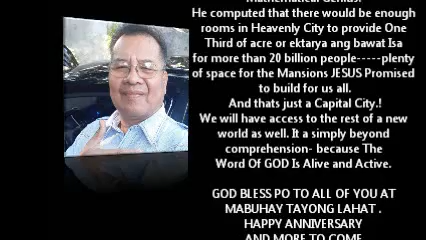 Mathematical Genius.
He computed that there would be enough
rooms in Heavenly City to provide One
Third of acre or ektarya ang bawat Isa
for more than 20 billion people-----plenty
of space for the Mansions JESUS Promised
to build for us all.
And thats just a Capital City.!
We will have access to the rest of a new
world as well. It a simply beyond
comprehension- because The
Word Of GOD Is Alive and Active.
GOD BLESS PO TO ALL OF YOU AT
MABUHAY TAYONG LAHAT .
HAPPY ANNIVERSARY
AND MORE TO COME